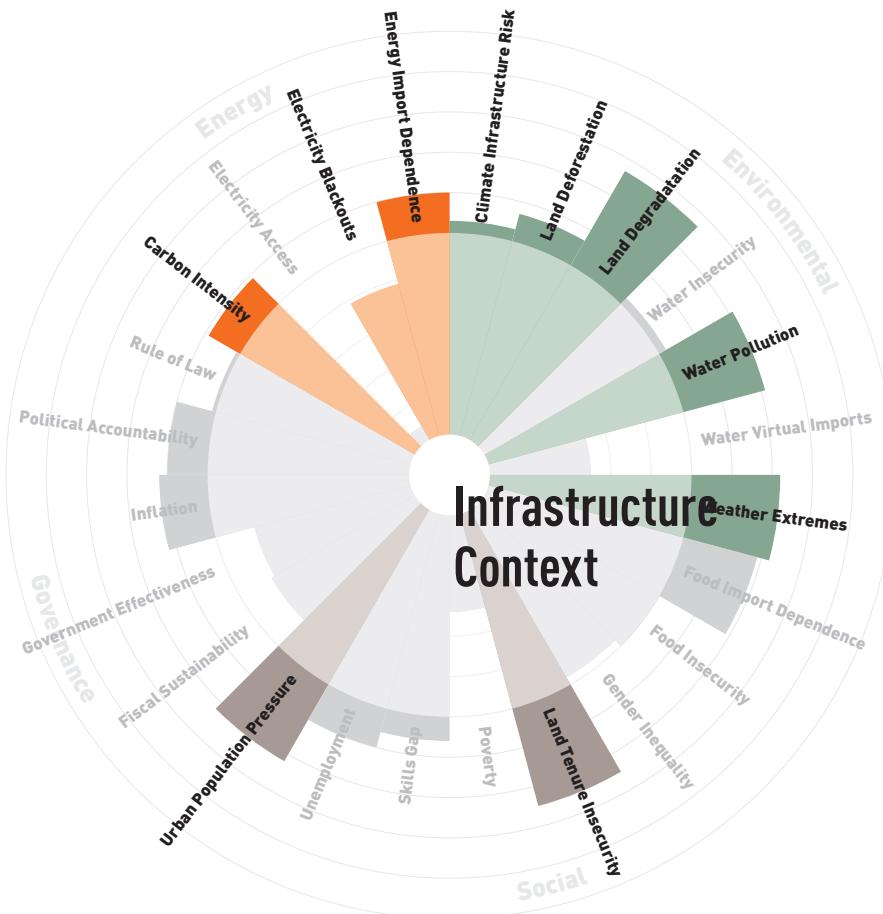 Energy
Environmental
Energy Import Dependence
Climate Infrastructure Risk
Electricity Blackouts
Land Deforestation
Electricity Access
Land Degradatation
Carbon Intensity
Water Insecurity
Rule of Law
Water Pollution
Political Accountability
Water Virtual Imports
Infrastructure
Context
Inflation
Weather Extremes
Government Effectiveness
Food Import Dependence
Governance
Fiscal Sustainability
Food Insecurity
Urban Population Pressure
Gender Inequality
Unemployment
Skills Gap
Poverty
Land Tenure Insecurity
Social